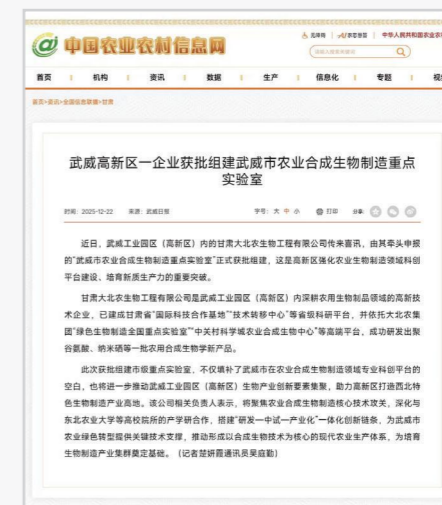 中国农业农村信息网
无障碍
中华人民共和国农业农
首页 机构 资讯 数据 生产 信息化 专题 视
首页>资讯>全国信息联播>甘肃
武威高新区一企业获批组建武威市农业合成生物制造重点
实验室
时间：2025-12-22 来源：武威日报 字号：大 中 小 打印 分享
近日，武威工业园区（高新区）内的甘肃大北农生物工程有限公司传来喜讯，由其牵头申报
的“武威市农业合成生物制造重点实验室”正式获批组建，这是高新区强化农业生物制造领域科创
平台建设、培育新质生产力的重要突破。
甘肃大北农生物工程有限公司是武威工业园区（高新区）内深耕农用生物制品领域的高新技
术企业，已建成甘肃省“国际科技合作基地”“技术转移中心”等省级科研平台，并依托大北农集
团“绿色生物制造全国重点实验室”“中关村科学城农业合成生物中心”等高端平台，成功研发出聚
谷氨酸、纳米硒等一批农用合成生物学新产品。
此次获批组建市级重点实验室，不仅填补了武威市在农业合成生物制造领域专业科创平台的
空白，也将进一步推动武威工业园区（高新区）生物产业创新要素集聚，助力高新区打造西北特
色生物制造产业高地。该公司相关负责人表示，将聚焦农业合成生物制造核心技术攻关，深化与
东北农业大学等高校院所的产学研合作，搭建“研发—中试—产业化”一体化创新链条，为武威市
农业绿色转型提供关键技术支撑，推动形成以合成生物技术为核心的现代农业生产体系，为培育
生物制造产业集群奠定基础。（记者楚妍霞通讯员吴庭勤）